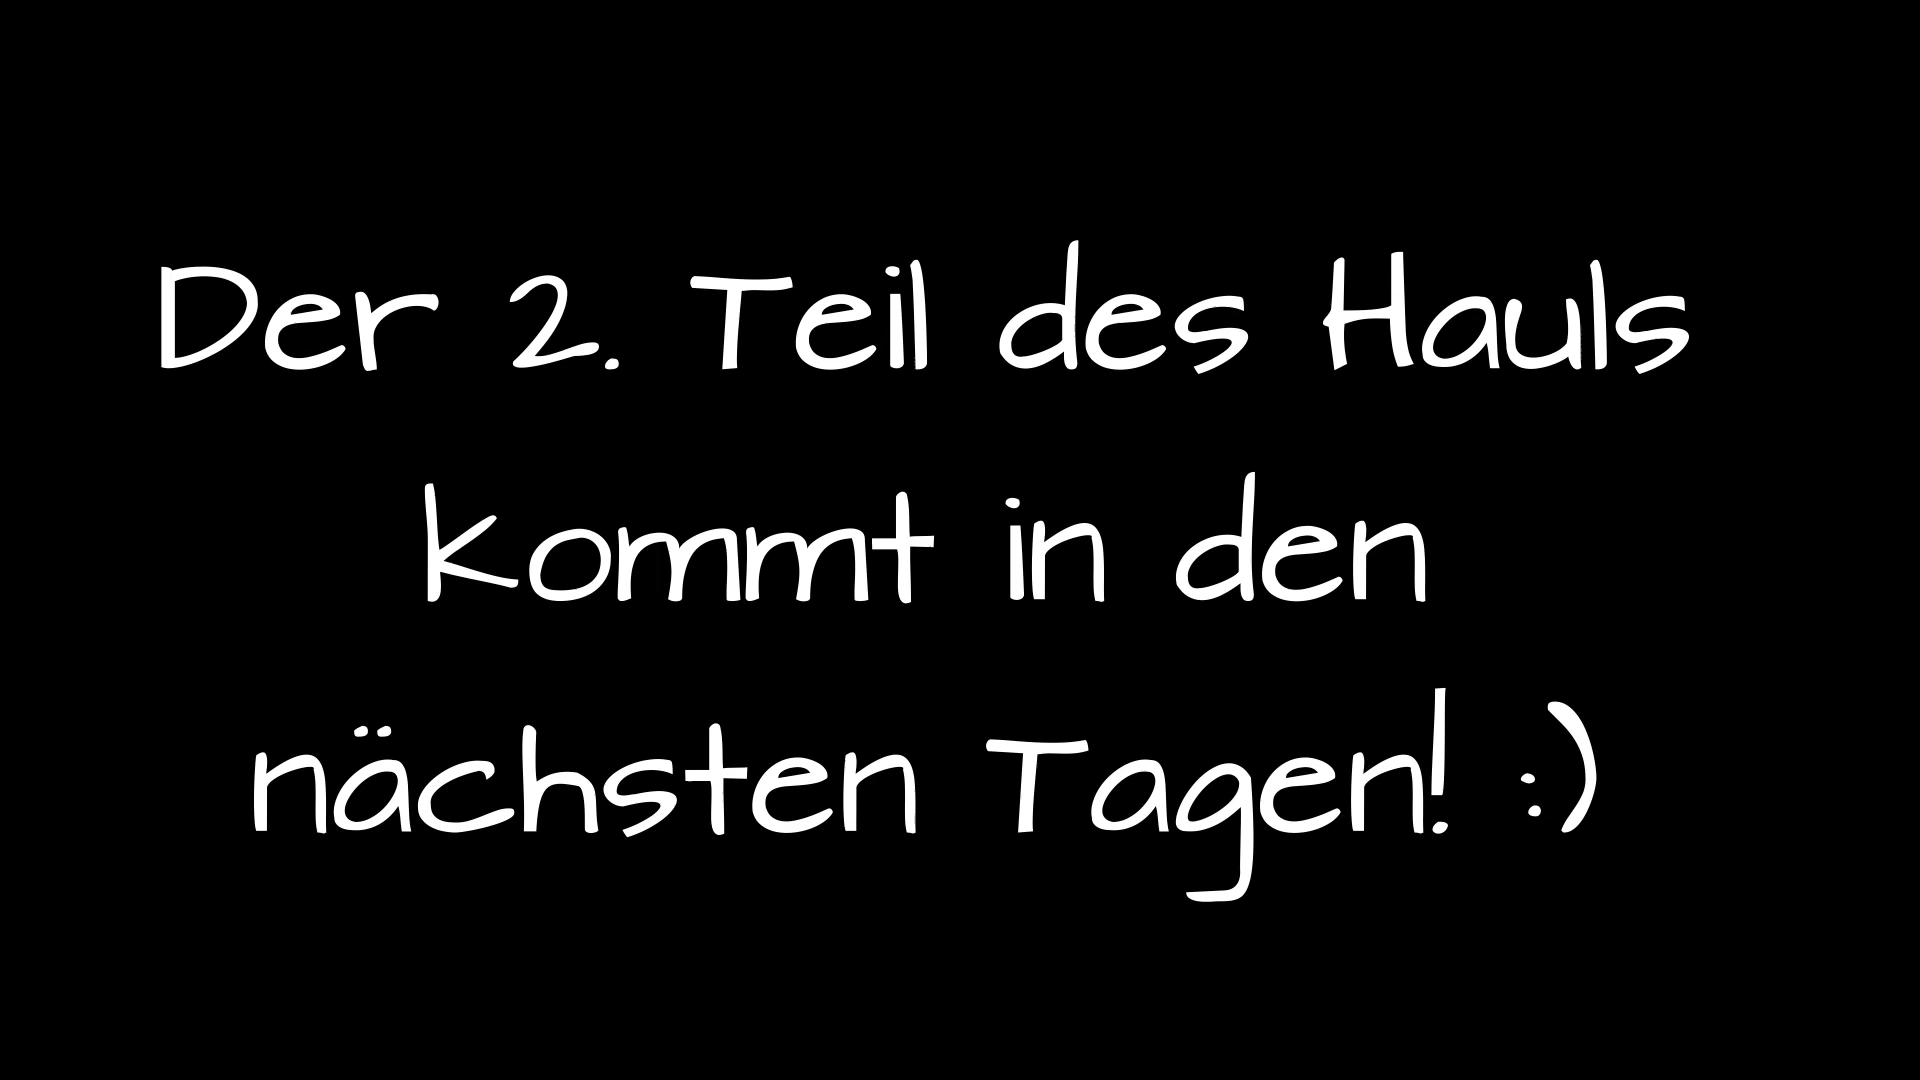 Der 2. Teil des Hauls
kommt in den
nächsten Tagen! :)